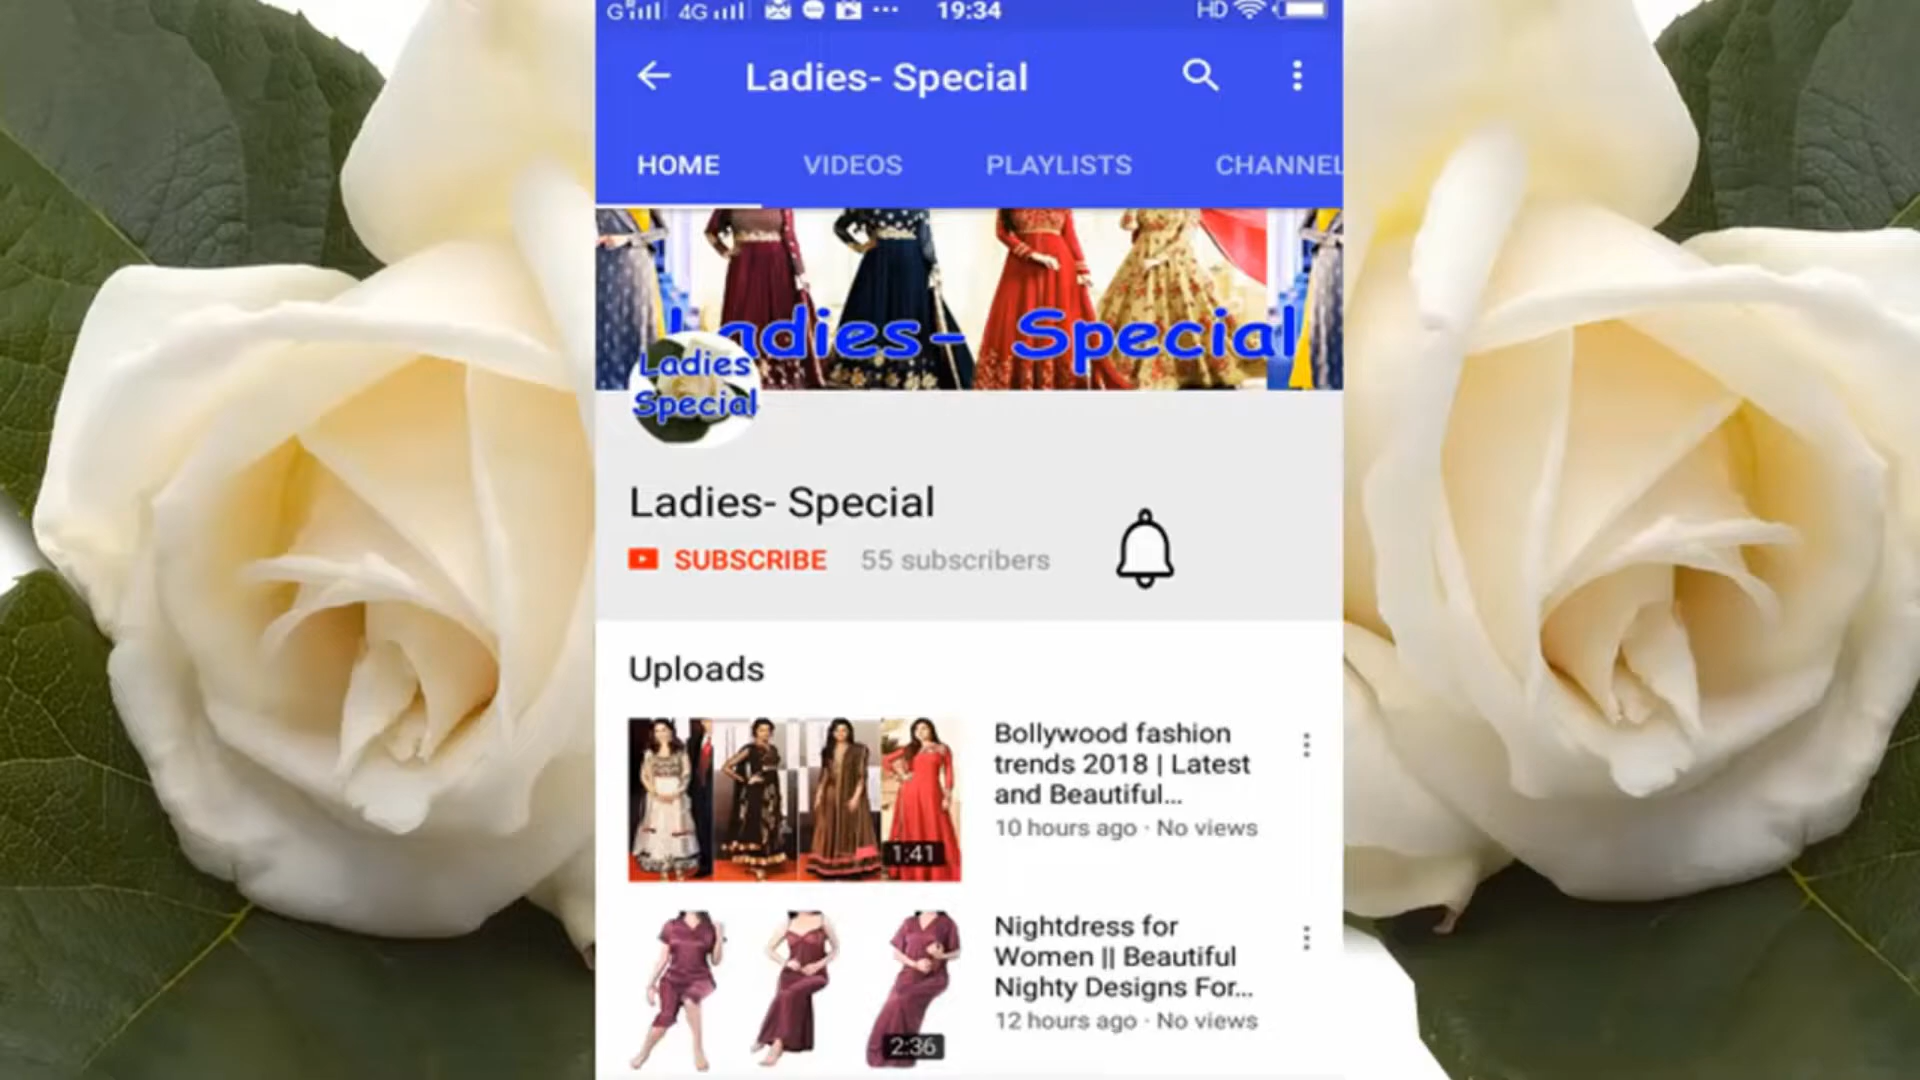 G 4G 19:34 HD
Ladies- Special
HOME VIDEOS PLAYLISTS CHANNEL
Ladies- Special
Ladies
Special
Ladies- Special
SUBSCRIBE 55 subscribers
Uploads
Bollywood fashion
trends 2018 | Latest
and Beautiful...
10 hours ago · No views
1:41
Nightdress for
Women || Beautiful
Nighty Designs For...
12 hours ago · No views
2:36